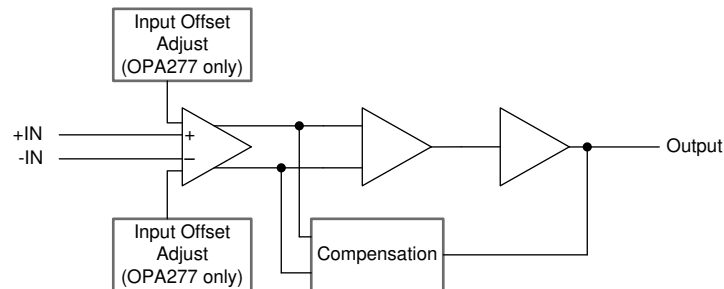 Input Offset
Adjust
(OPA277 only)
+IN
-IN
+
−
Output
Input Offset
Adjust
(OPA277 only)
Compensation